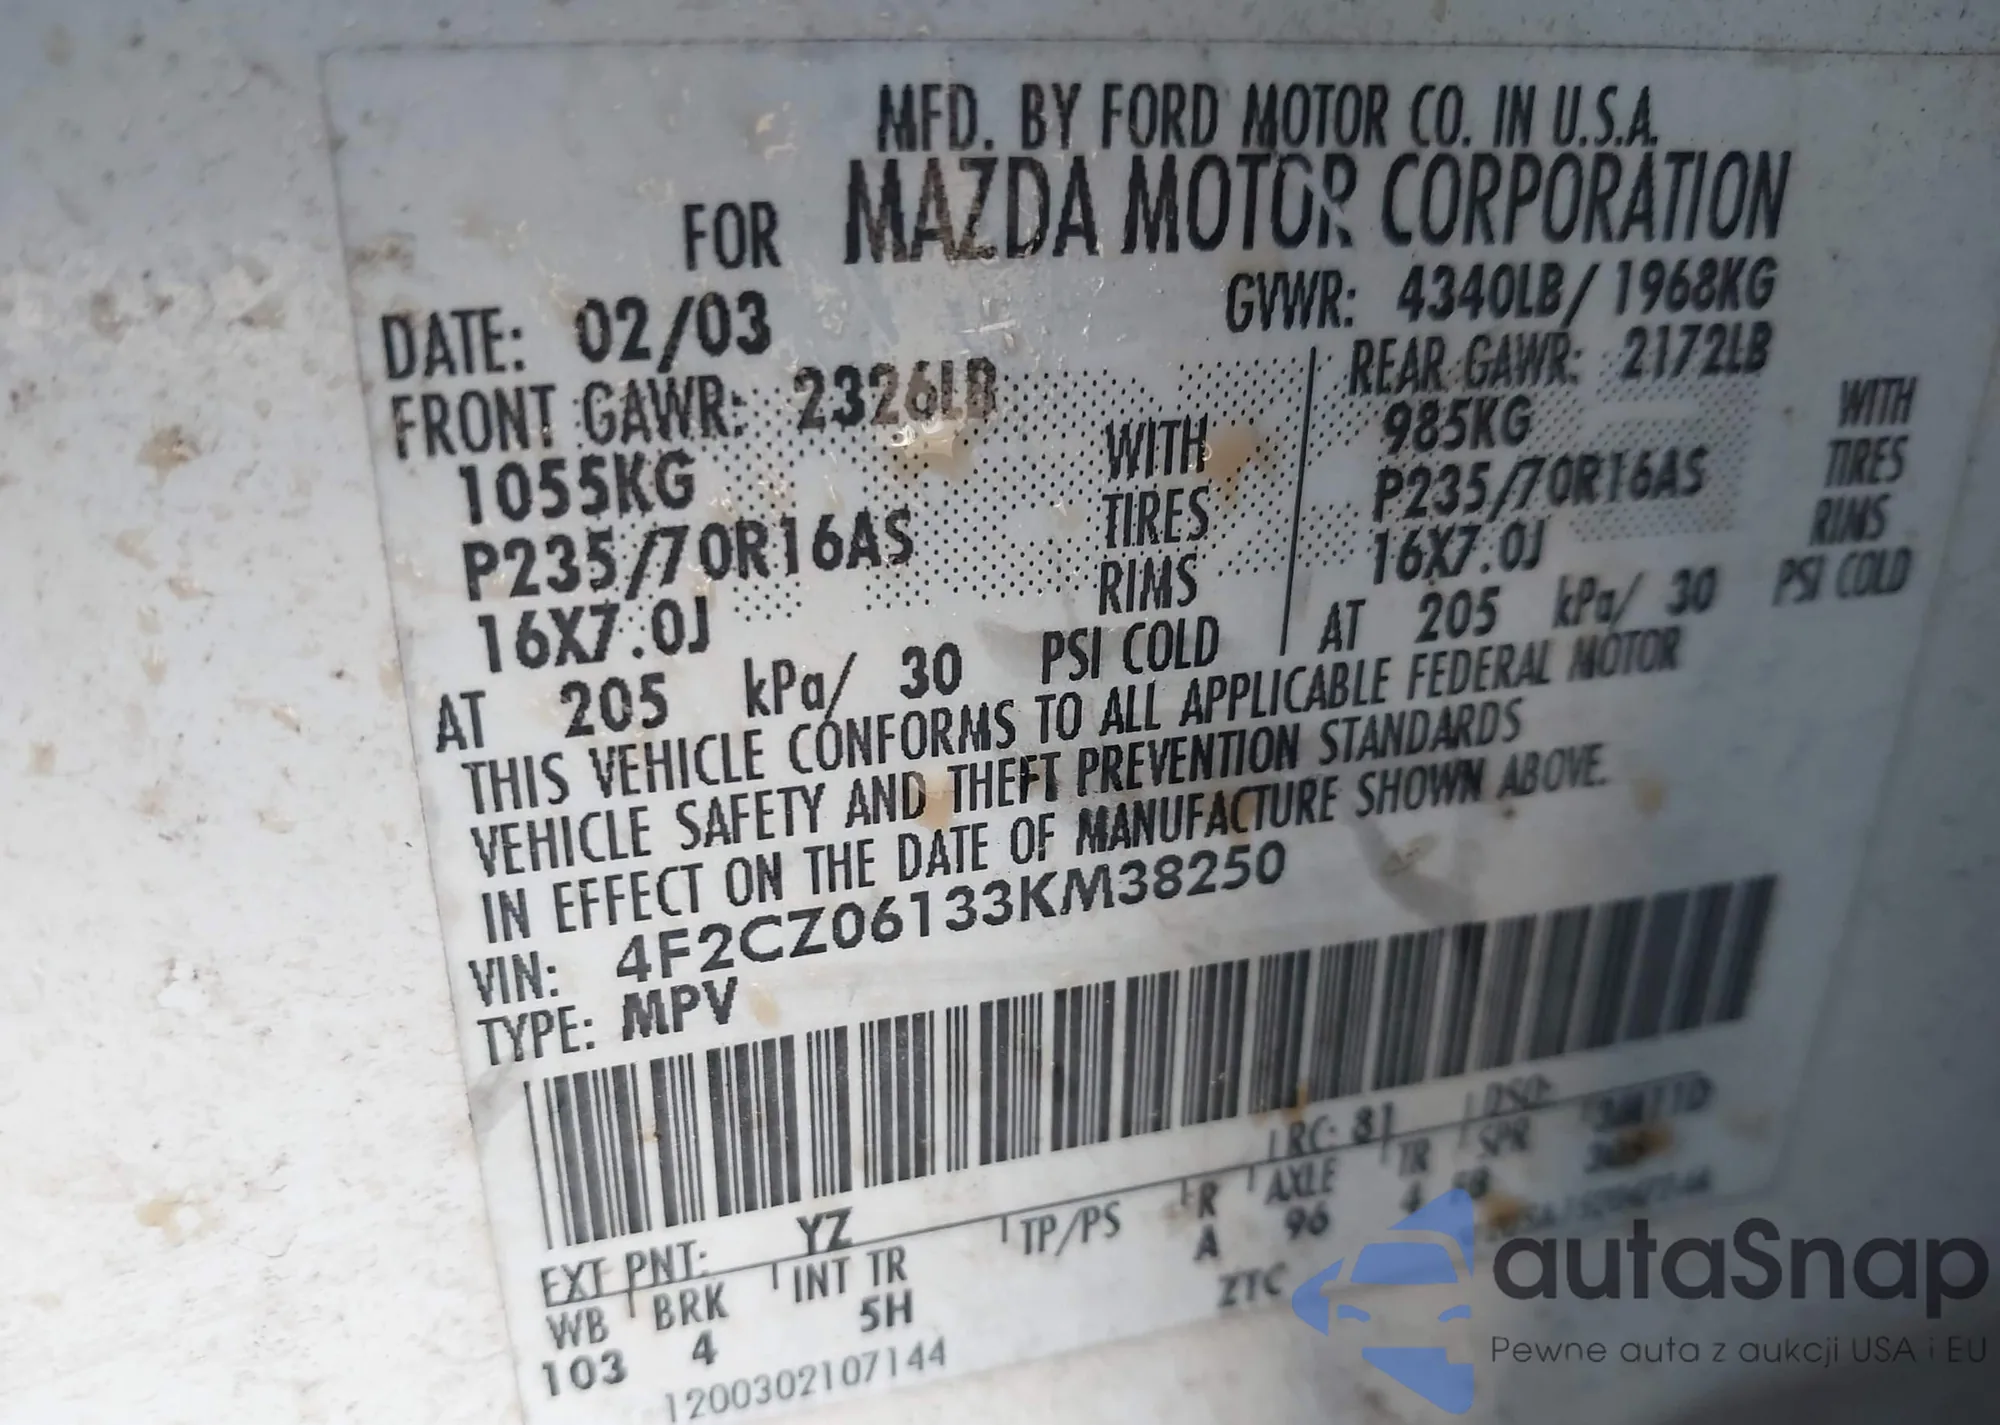 MFD. BY FORD MOTOR CO. IN U.S.A.
FOR MAZDA MOTOR CORPORATION
DATE: 02/03 GVWR: 4340LB/ 1968KG
FRONT GAWR: 2326LB REAR GAWR: 2172LB
1055KG WITH 985KG WITH
P235/70R16AS TIRES P235/70R16AS TIRES
16X7.0J RIMS 16X7.0J RIMS
AT 205 kPa/ 30 PSI COLD AT 205 kPa/ 30 PSI COLD
THIS VEHICLE CONFORMS TO ALL APPLICABLE FEDERAL MOTOR
VEHICLE SAFETY AND THEFT PREVENTION STANDARDS
IN EFFECT ON THE DATE OF MANUFACTURE SHOWN ABOVE.
VIN: 4F2CZ06133KM38250
TYPE: MPV
EXT PNT: YZ RC: 81 DSO:
WB BRK INT TR TP/PS R AXLE TR SPR
103 4 5H A 96 4
1200302107144 ZTC
autaSnap
Pewne auta z aukcji USA i EU